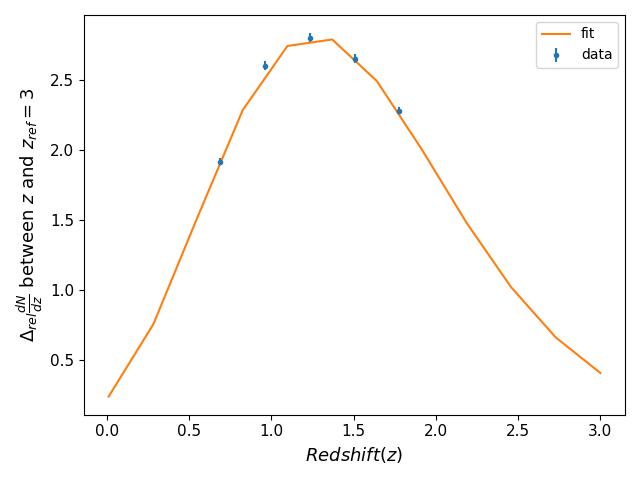 fit
data
Δrel dN/dz between z and zref = 3
2.5
2.0
1.5
1.0
0.5
0.0 0.5 1.0 1.5 2.0 2.5 3.0
Redshift(z)